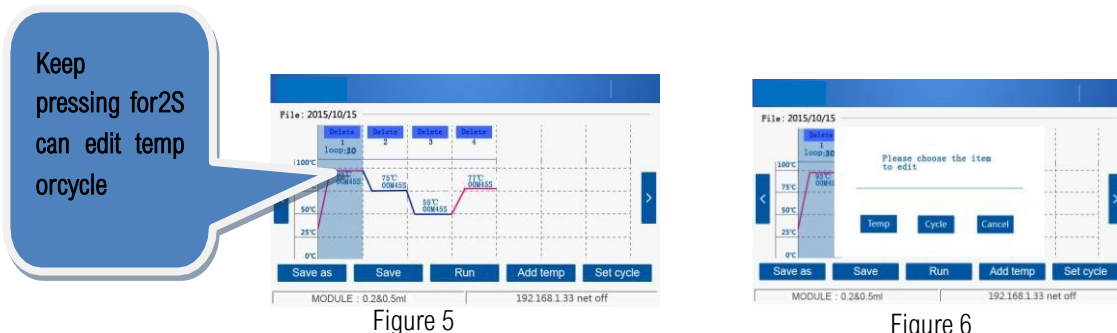 Keep
pressing for2S
can edit temp
orcycle
File: 2015/10/15
Delete Delete Delete Delete
1 2 3 4
loop:30
100℃
75℃
00M45S 00M45S
77℃
00M45S
55℃
00M45S
50℃
25℃
0℃
>
Save as Save Run Add temp Set cycle
MODULE : 0.2&0.5ml 192.168.1.33 net off
Figure 5
File: 2015/10/15
Delete
1
loop:30
100℃
75℃
50℃
25℃
0℃
Please choose the item
to edit
Temp Cycle Cancel
<
Save as Save Run Add temp Set cycle
MODULE : 0.2&0.5ml 192.168.1.33 net off
Figure 6